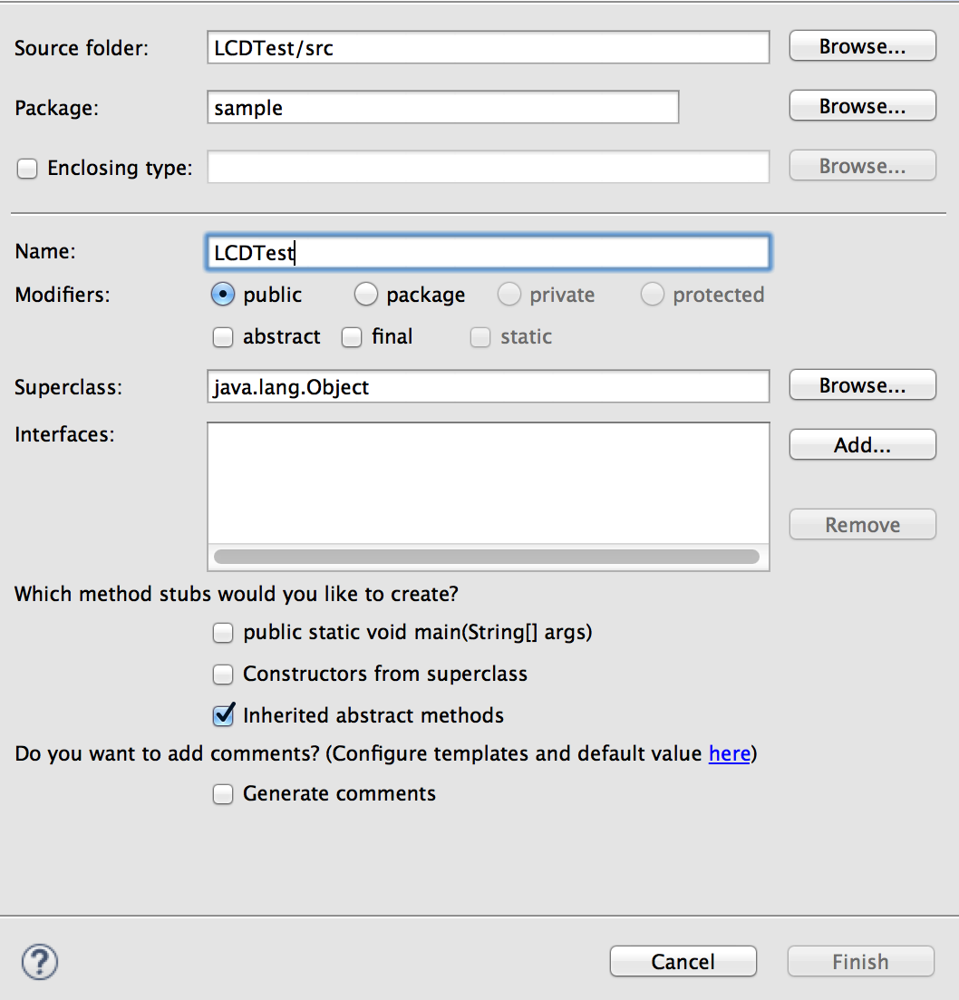 Source folder: LCDTest/src Browse...
Package: sample Browse...
Enclosing type: Browse...
Name: LCDTest
Modifiers: public package private protected
abstract final static
Superclass: java.lang.Object Browse...
Interfaces: Add...
Remove
Which method stubs would you like to create?
public static void main(String[] args)
Constructors from superclass
Inherited abstract methods
Do you want to add comments? (Configure templates and default value here)
Generate comments
? Cancel Finish